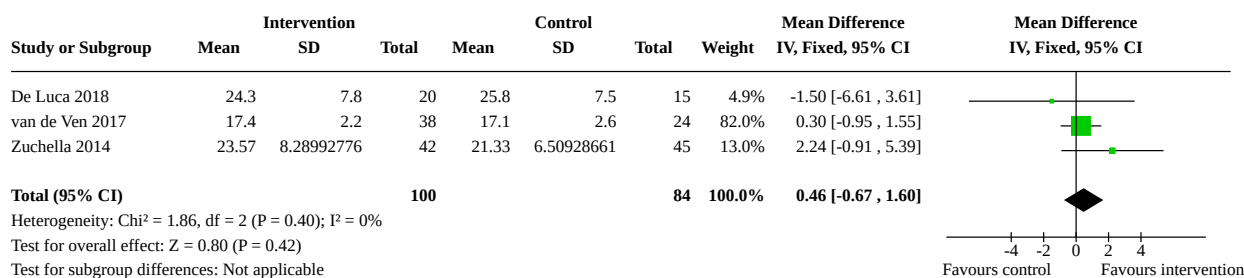 Intervention Control Mean Difference Mean Difference
Study or Subgroup Mean SD Total Mean SD Total Weight IV, Fixed, 95% CI IV, Fixed, 95% CI
De Luca 2018 24.3 7.8 20 25.8 7.5 15 4.9% -1.50 [-6.61 , 3.61]
van de Ven 2017 17.4 2.2 38 17.1 2.6 24 82.0% 0.30 [-0.95 , 1.55]
Zuchella 2014 23.57 8.28992776 42 21.33 6.50928661 45 13.0% 2.24 [-0.91 , 5.39]
Total (95% CI) 100 84 100.0% 0.46 [-0.67 , 1.60]
Heterogeneity: Chi² = 1.86, df = 2 (P = 0.40); I² = 0%
Test for overall effect: Z = 0.80 (P = 0.42)
-4 -2 0 2 4
Test for subgroup differences: Not applicable
Favours control Favours intervention